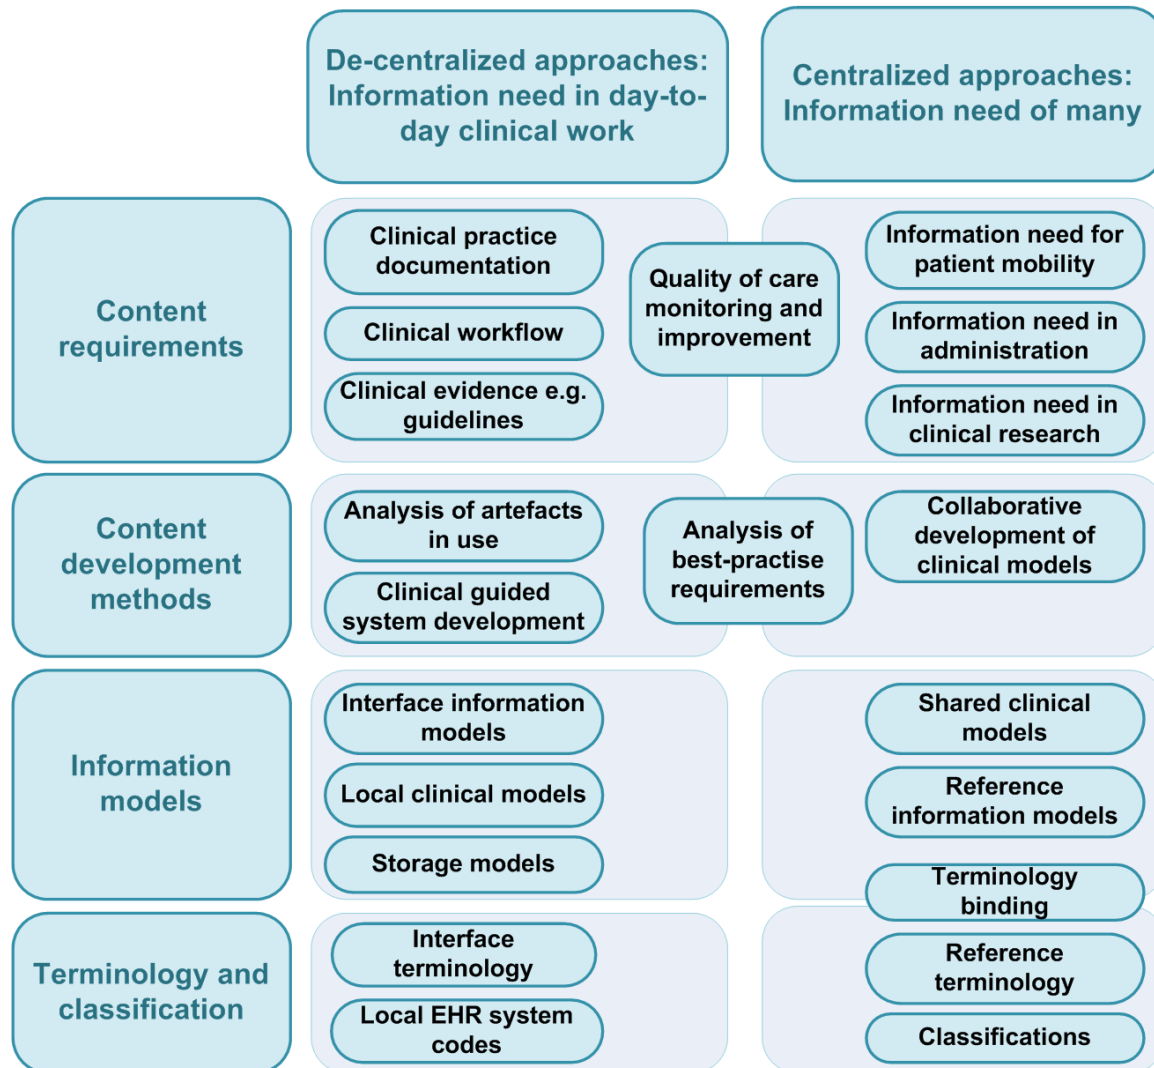 De-centralized approaches:
Information need in day-to-
day clinical work
Centralized approaches:
Information need of many
Content
requirements
Clinical practice
documentation
Clinical workflow
Clinical evidence e.g.
guidelines
Quality of care
monitoring and
improvement
Information need for
patient mobility
Information need in
administration
Information need in
clinical research
Content
development
methods
Analysis of artefacts
in use
Clinical guided
system development
Analysis of
best-practise
requirements
Collaborative
development of
clinical models
Information
models
Interface information
models
Local clinical models
Storage models
Shared clinical
models
Reference
information models
Terminology
binding
Terminology and
classification
Interface
terminology
Local EHR system
codes
Reference
terminology
Classifications